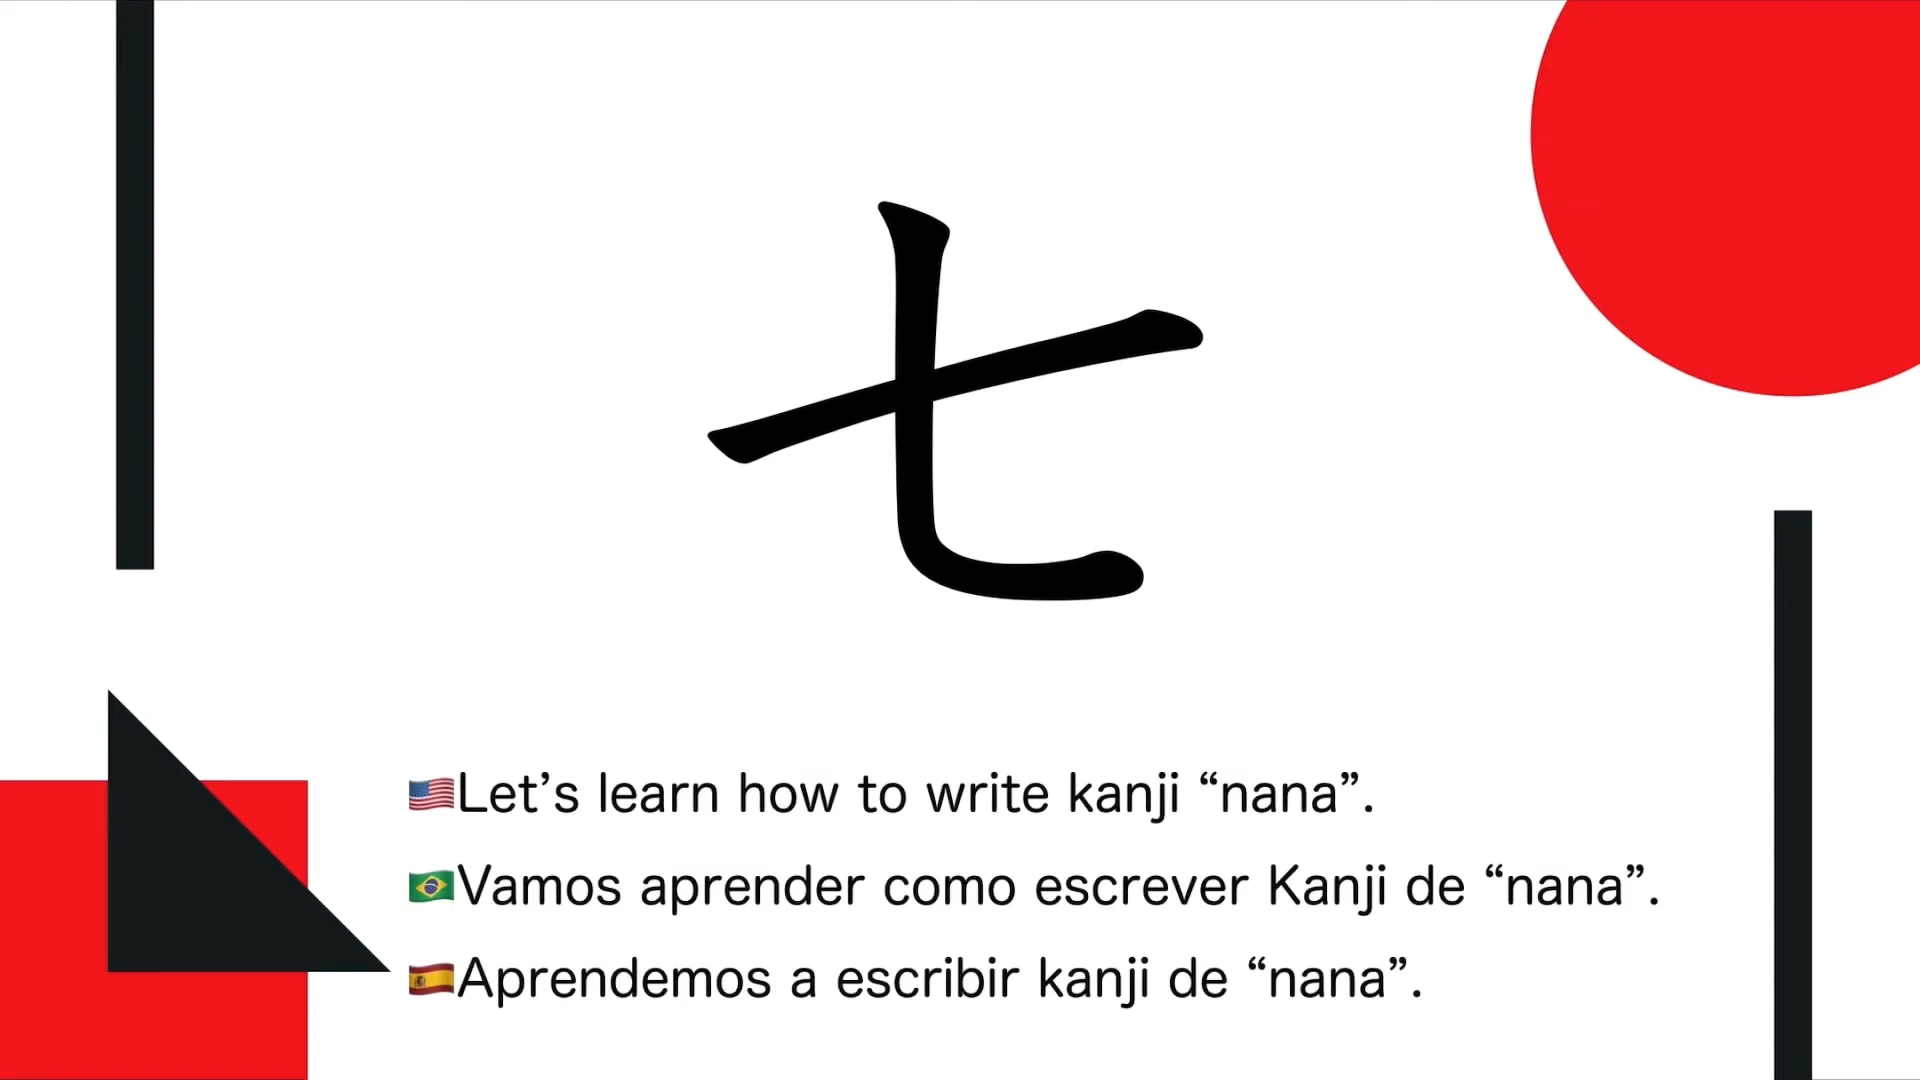 七
🇺🇸Let’s learn how to write kanji “nana”.
🇧🇷Vamos aprender como escrever Kanji de “nana”.
🇪🇸Aprendemos a escribir kanji de “nana”.